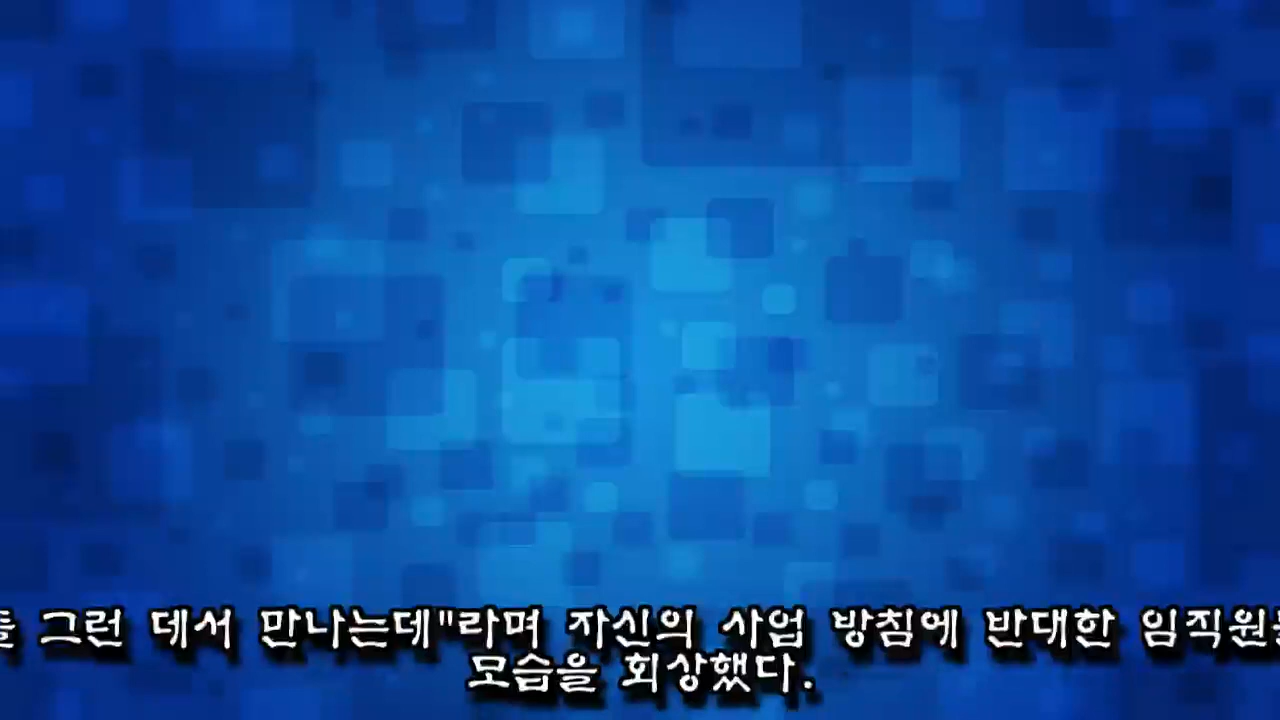 그런 데서 만나는데"라며 자신의 사업 방침에 반대한 임직원
모습을 회상했다.